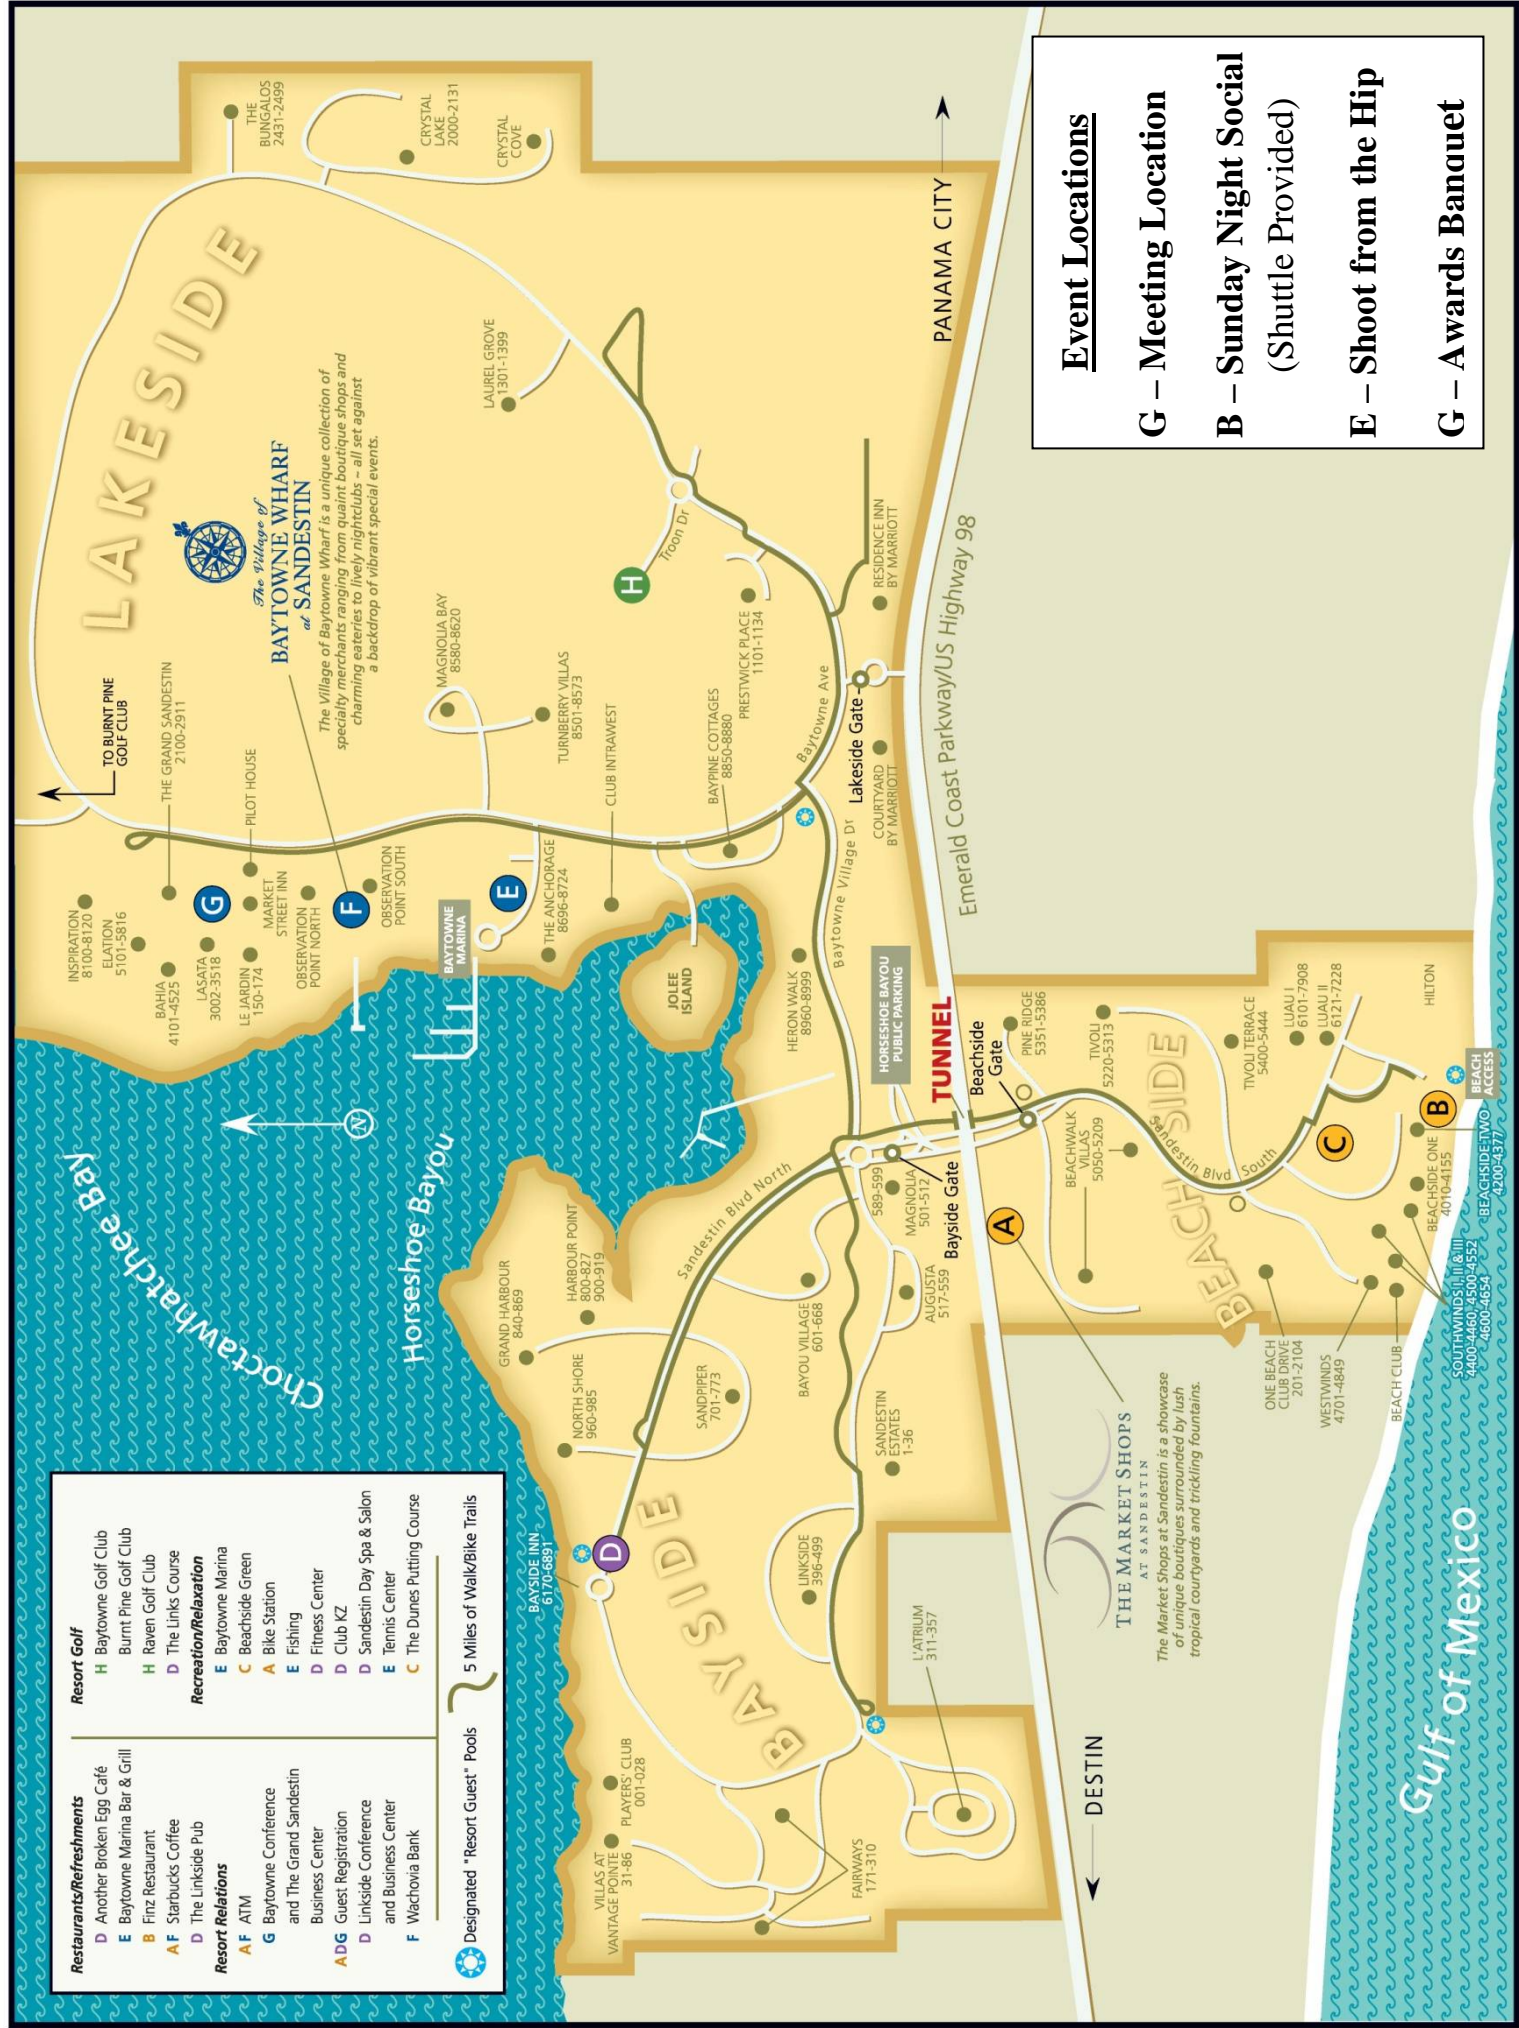 Restaurants/Refreshments
D Another Broken Egg Café
E Baytowne Marina Bar & Grill
B Finz Restaurant
A F Starbucks Coffee
D The Linkside Pub
Resort Relations
A F ATM
G Baytowne Conference
and The Grand Sandestin
Business Center
A D G Guest Registration
D Linkside Conference
and Business Center
F Wachovia Bank
Resort Golf
H Baytowne Golf Club
Burnt Pine Golf Club
H Raven Golf Club
D The Links Course
Recreation/Relaxation
E Baytowne Marina
C Beachside Green
A Bike Station
E Fishing
D Fitness Center
D Club KZ
D Sandestin Day Spa & Salon
E Tennis Center
C The Dunes Putting Course
Designated "Resort Guest" Pools
5 Miles of Walk/Bike Trails
Choctawhatchee Bay
Horseshoe Bayou
N
INSPIRATION
8100-8120
ELATION
5101-5816
BAHIA
4101-4525
LASATA
3002-3518
LE JARDIN
150-174
G
MARKET
STREET INN
OBSERVATION
POINT NORTH
F
OBSERVATION
POINT SOUTH
BAYTOWNE
MARINA
E
THE ANCHORAGE
8696-8724
TO BURNT PINE
GOLF CLUB
THE GRAND SANDESTIN
2100-2911
PILOT HOUSE
LAKESIDE
The Village of
BAYTOWNE WHARF
at SANDESTIN
The Village of Baytowne Wharf is a unique collection of
specialty merchants ranging from quaint boutique shops and
charming eateries to lively nightclubs – all set against
a backdrop of vibrant special events.
THE
BUNGALOS
2431-2499
CRYSTAL
LAKE
2000-2131
CRYSTAL
COVE
LAUREL GROVE
1301-1399
MAGNOLIA BAY
8580-8620
TURNBERRY VILLAS
8501-8573
CLUB INTRAWEST
H
Troon Dr
BAYPINE COTTAGES
8850-8880
PRESTWICK PLACE
1101-1134
Baytowne Ave
RESIDENCE INN
BY MARRIOTT
Lakeside Gate
COURTYARD
BY MARRIOTT
Baytowne Village Dr
JOLEE
ISLAND
HERON WALK
8960-8999
HORSESHOE BAYOU
PUBLIC PARKING
GRAND HARBOUR
840-869
HARBOUR POINT
800-827
900-919
NORTH SHORE
960-985
Sandestin Blvd North
SANDPIPER
701-773
BAYSIDE INN
6170-6891
D
BAYSIDE
BAYOU VILLAGE
601-668
589-599
MAGNOLIA
501-512
Bayside Gate
AUGUSTA
517-559
SANDESTIN
ESTATES
1-36
LINKSIDE
396-499
L'ATRIUM
311-357
PLAYERS' CLUB
001-028
VILLAS AT
VANTAGE POINTE
31-86
FAIRWAYS
171-310
PANAMA CITY
Emerald Coast Parkway/US Highway 98
TUNNEL
Beachside
Gate
DESTIN
A
THE MARKET SHOPS
AT SANDESTIN
The Market Shops at Sandestin is a showcase
of unique boutiques surrounded by lush
tropical courtyards and trickling fountains.
PINE RIDGE
5351-5386
TIVOLI
5220-5313
BEACHWALK
VILLAS
5050-5209
BEACH SIDE
Sandestin Blvd South
TIVOLI TERRACE
5400-5444
LUAU I
6101-7908
LUAU II
6121-7228
HILTON
C
B
BEACH
ACCESS
ONE BEACH
CLUB DRIVE
201-2104
WESTWINDS
4701-4849
BEACH CLUB
BEACHSIDE ONE
4010-4155
BEACHSIDE TWO
4200-4377
SOUTHWINDS I, II & III
4400-4460, 4500-4552
4600-4654
Gulf of Mexico
Event Locations
G – Meeting Location
B – Sunday Night Social
(Shuttle Provided)
E – Shoot from the Hip
G – Awards Banquet